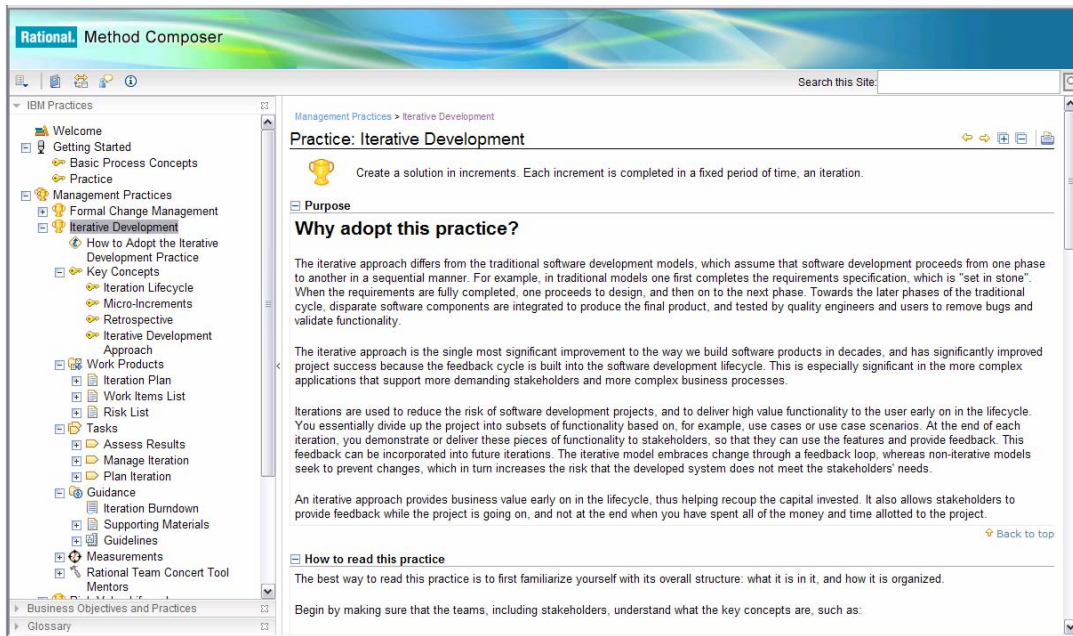 Rational. Method Composer
Search this Site:
IBM Practices
Welcome
Getting Started
Basic Process Concepts
Practice
Management Practices
Formal Change Management
Iterative Development
How to Adopt the Iterative
Development Practice
Key Concepts
Iteration Lifecycle
Micro-Increments
Retrospective
Iterative Development
Approach
Work Products
Iteration Plan
Work Items List
Risk List
Tasks
Assess Results
Manage Iteration
Plan Iteration
Guidance
Iteration Burndown
Supporting Materials
Guidelines
Measurements
Rational Team Concert Tool
Mentors
Business Objectives and Practices
Glossary
Management Practices > Iterative Development
Practice: Iterative Development
Create a solution in increments. Each increment is completed in a fixed period of time, an iteration.
Purpose
Why adopt this practice?
The iterative approach differs from the traditional software development models, which assume that software development proceeds from one phase
to another in a sequential manner. For example, in traditional models one first completes the requirements specification, which is "set in stone".
When the requirements are fully completed, one proceeds to design, and then on to the next phase. Towards the later phases of the traditional
cycle, disparate software components are integrated to produce the final product, and tested by quality engineers and users to remove bugs and
validate functionality.
The iterative approach is the single most significant improvement to the way we build software products in decades, and has significantly improved
project success because the feedback cycle is built into the software development lifecycle. This is especially significant in the more complex
applications that support more demanding stakeholders and more complex business processes.
Iterations are used to reduce the risk of software development projects, and to deliver high value functionality to the user early on in the lifecycle.
You essentially divide up the project into subsets of functionality based on, for example, use cases or use case scenarios. At the end of each
iteration, you demonstrate or deliver these pieces of functionality to stakeholders, so that they can use the features and provide feedback. This
feedback can be incorporated into future iterations. The iterative model embraces change through a feedback loop, whereas non-iterative models
seek to prevent changes, which in turn increases the risk that the developed system does not meet the stakeholders' needs.
An iterative approach provides business value early on in the lifecycle, thus helping recoup the capital invested. It also allows stakeholders to
provide feedback while the project is going on, and not at the end when you have spent all of the money and time allotted to the project.
Back to top
How to read this practice
The best way to read this practice is to first familiarize yourself with its overall structure: what it is in it, and how it is organized.
Begin by making sure that the teams, including stakeholders, understand what the key concepts are, such as: